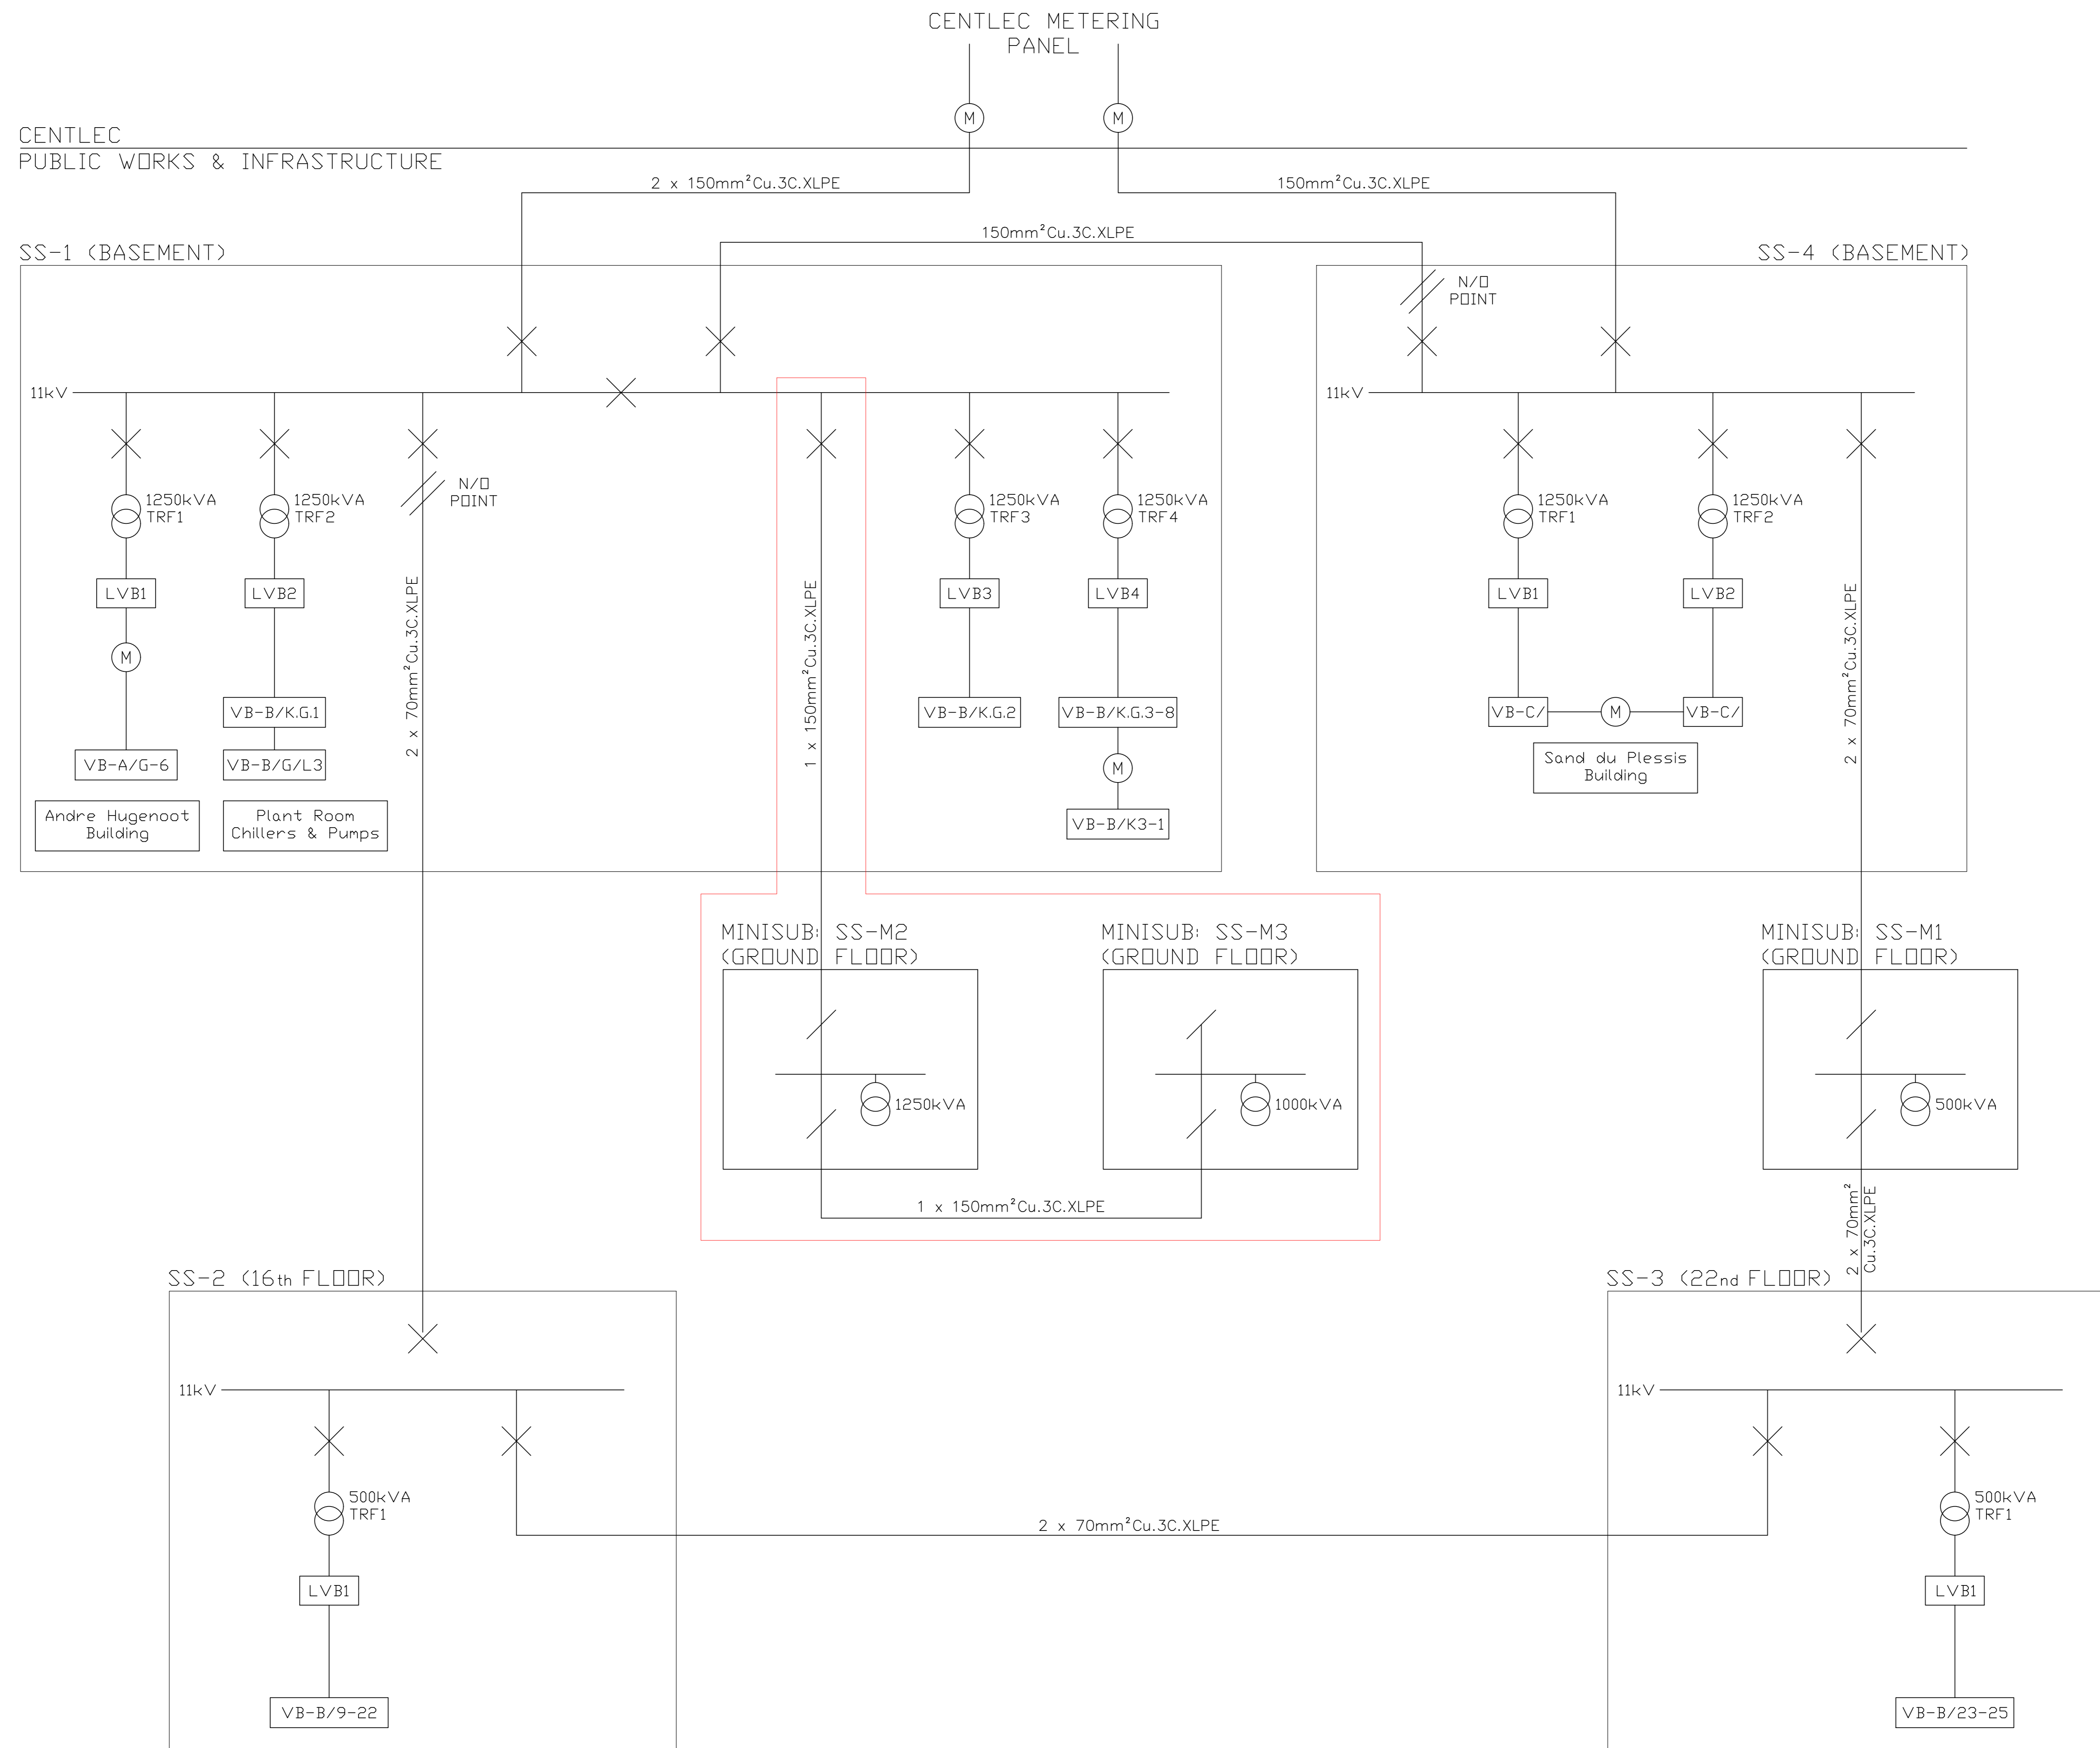 CENTLEC METERING
PANEL
M
M
CENTLEC
PUBLIC WORKS & INFRASTRUCTURE
2 x 150mm²Cu.3C.XLPE
150mm²Cu.3C.XLPE
150mm²Cu.3C.XLPE
SS-1 (BASEMENT)
SS-4 (BASEMENT)
N/O
POINT
11kV
11kV
1250kVA
TRF1
1250kVA
TRF2
N/O
POINT
1250kVA
TRF3
1250kVA
TRF4
1250kVA
TRF1
1250kVA
TRF2
LVB1
LVB2
LVB3
LVB4
LVB1
LVB2
2 x 70mm²Cu.3C.XLPE
1 x 150mm²Cu.3C.XLPE
2 x 70mm²Cu.3C.XLPE
M
VB-B/K.G.1
VB-B/K.G.2
VB-B/K.G.3-8
VB-C/
M
VB-C/
VB-A/G-6
VB-B/G/L3
M
Sand du Plessis
Building
Andre Hugenoot
Building
Plant Room
Chillers & Pumps
VB-B/K3-1
MINISUB: SS-M2
(GROUND FLOOR)
MINISUB: SS-M3
(GROUND FLOOR)
MINISUB: SS-M1
(GROUND FLOOR)
1250kVA
1000kVA
500kVA
1 x 150mm²Cu.3C.XLPE
2 x 70mm²
Cu.3C.XLPE
SS-2 (16th FLOOR)
SS-3 (22nd FLOOR)
11kV
11kV
500kVA
TRF1
500kVA
TRF1
2 x 70mm²Cu.3C.XLPE
LVB1
LVB1
VB-B/9-22
VB-B/23-25